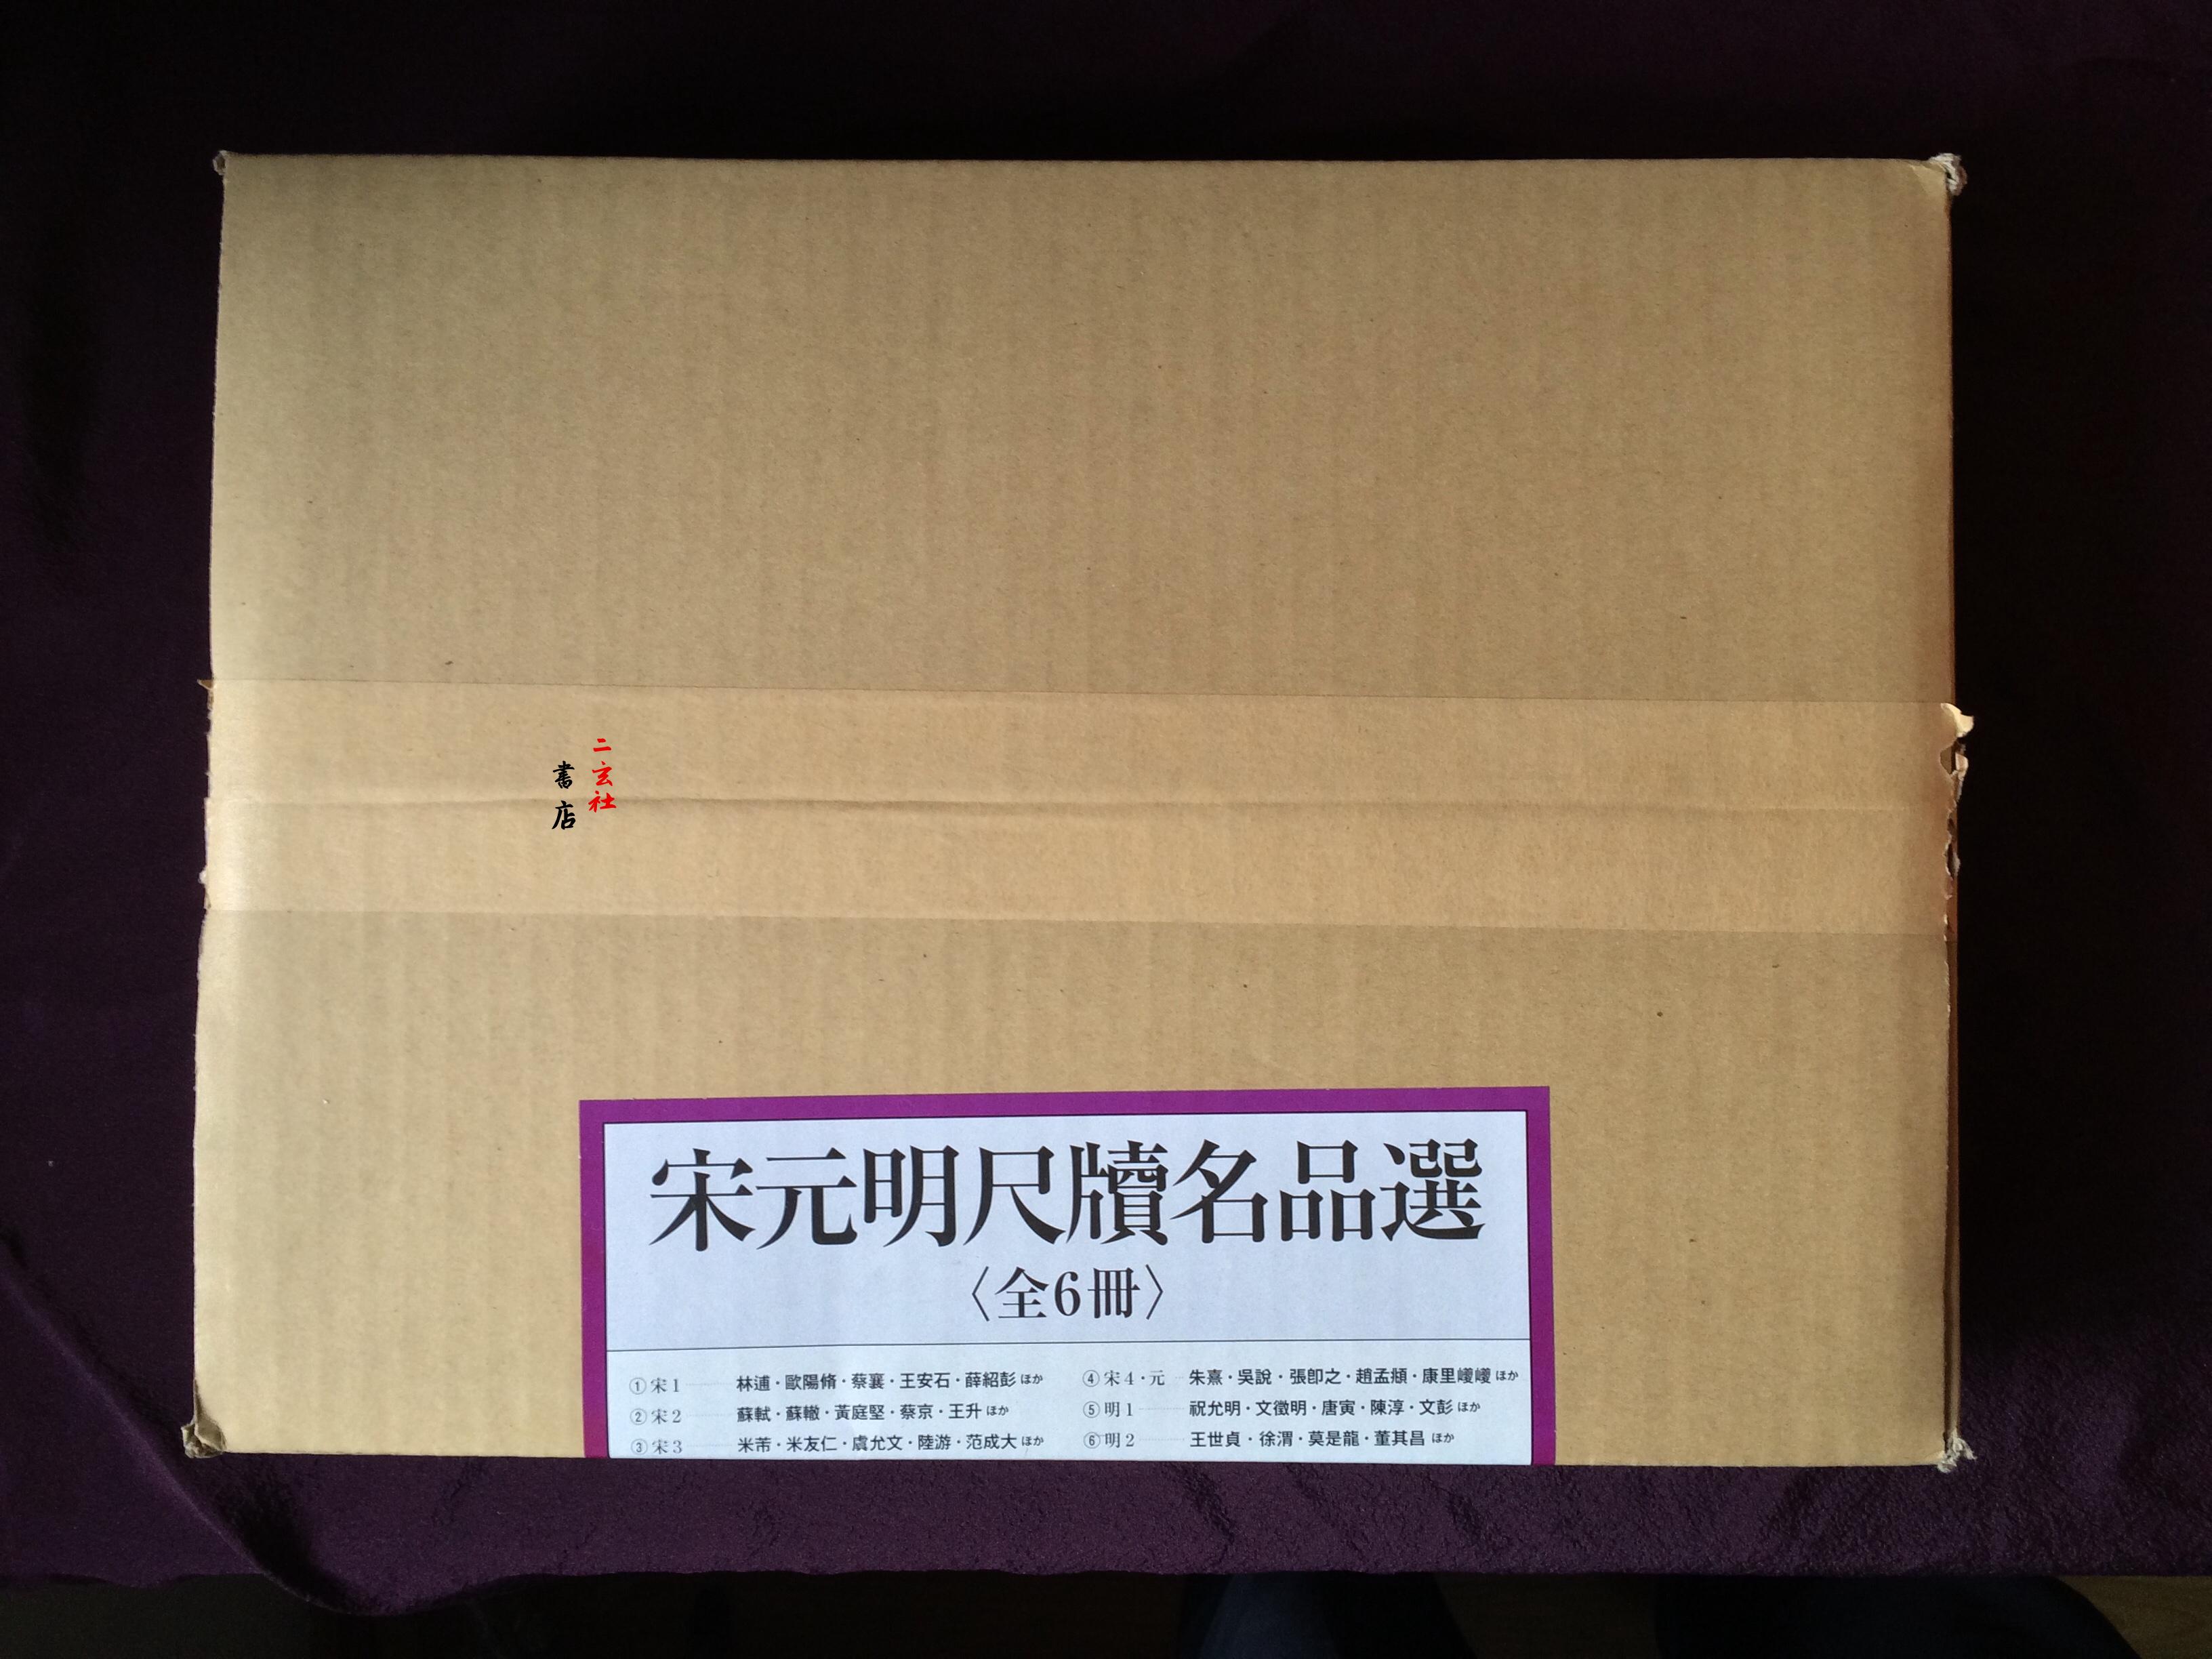 二玄社
書店
宋元明尺牘名品選
〈全6冊〉
①宋1 林逋・歐陽脩・蔡襄・王安石・薛紹彭ほか
②宋2 蘇軾・蘇轍・黃庭堅・蔡京・王升ほか
③宋3 米芾・米友仁・虞允文・陸游・范成大ほか
④宋4・元 朱熹・吳說・張卽之・趙孟頫・康里巙巙ほか
⑤明1 祝允明・文徵明・唐寅・陳淳・文彭ほか
⑥明2 王世貞・徐渭・莫是龍・董其昌ほか